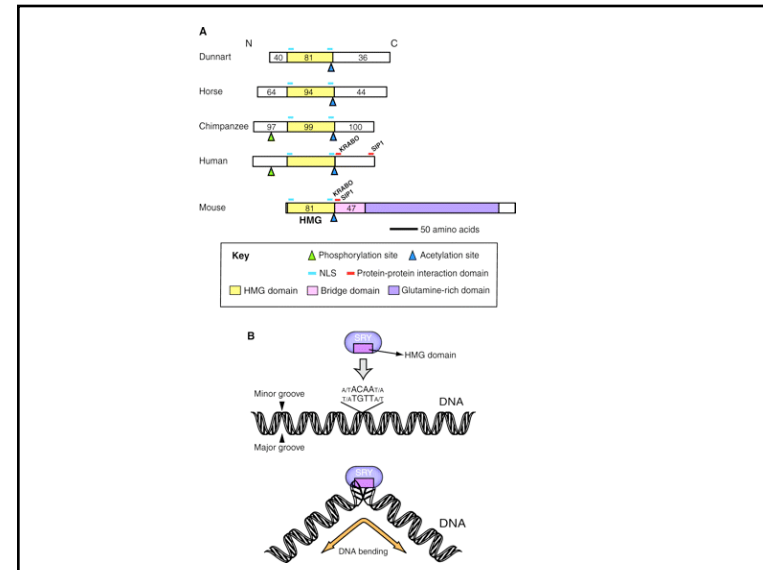 A
N C
Dunnart 40 81 36
Horse 64 94 44
Chimpanzee 97 99 100
KRABO SIP1
Human
KRABO SIP1
Mouse 81 47
HMG
50 amino acids
Key
Phosphorylation site Acetylation site
NLS Protein-protein interaction domain
HMG domain Bridge domain Glutamine-rich domain
B
SRY
HMG domain
A/TACAAT/A
T/ATGTTA/T
Minor groove
DNA
Major groove
SRY
DNA
DNA bending